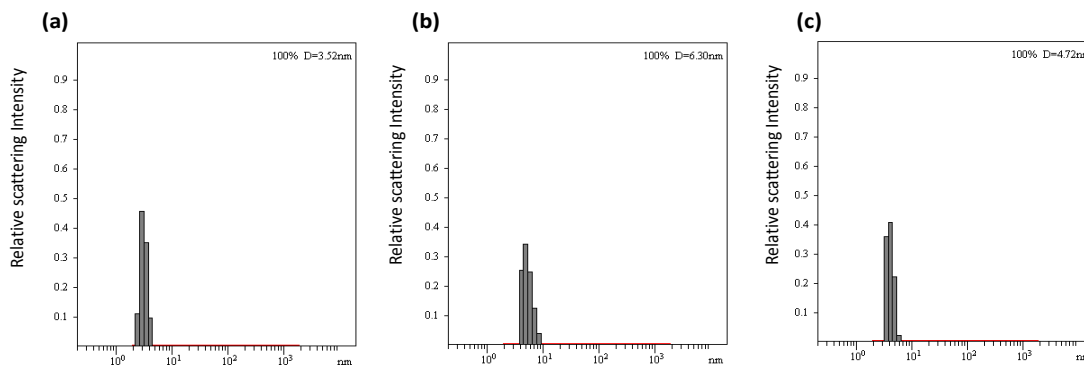 (a)
100% D=3.52nm
Relative scattering Intensity
0.9
0.8
0.7
0.6
0.5
0.4
0.3
0.2
0.1
10⁰ 10¹ 10² 10³ nm
(b)
100% D=6.30nm
Relative scattering Intensity
0.9
0.8
0.7
0.6
0.5
0.4
0.3
0.2
0.1
10⁰ 10¹ 10² 10³ nm
(c)
100% D=4.72nm
Relative scattering Intensity
0.9
0.8
0.7
0.6
0.5
0.4
0.3
0.2
0.1
10⁰ 10¹ 10² 10³ nm